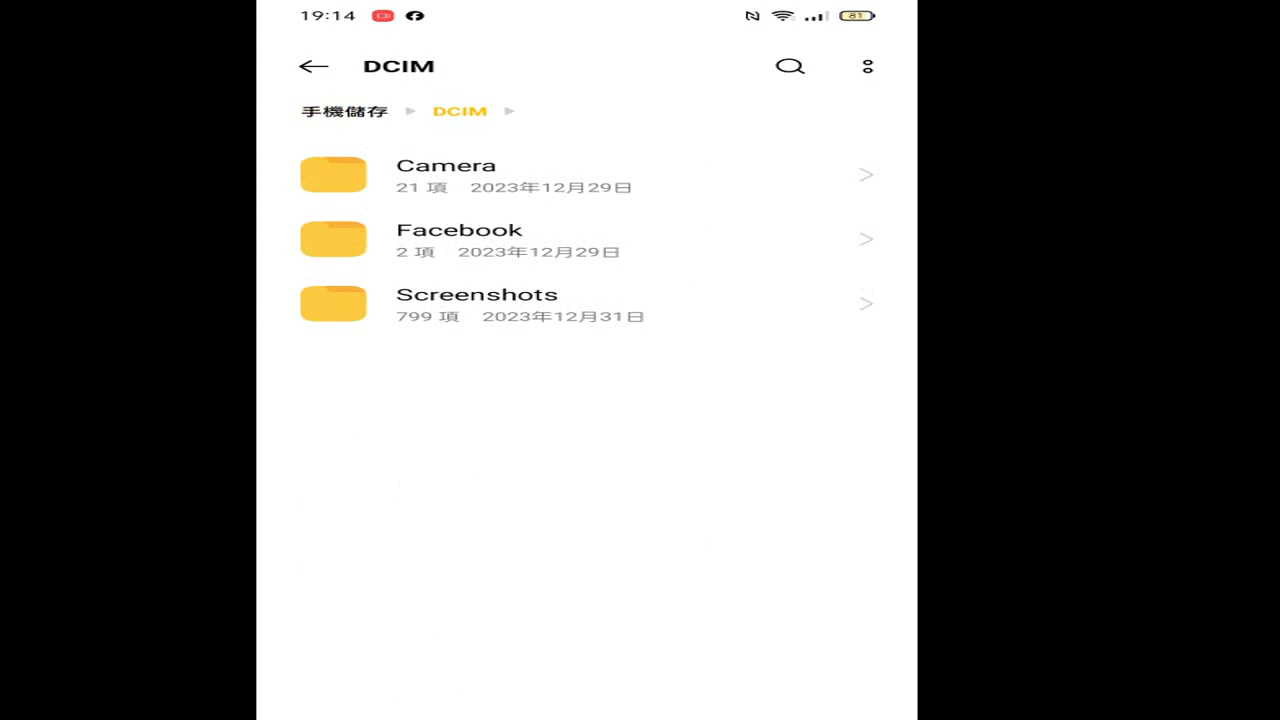 19:14 81
DCIM
手機儲存 DCIM
Camera
21 項 2023年12月29日
Facebook
2 項 2023年12月29日
Screenshots
799 項 2023年12月31日